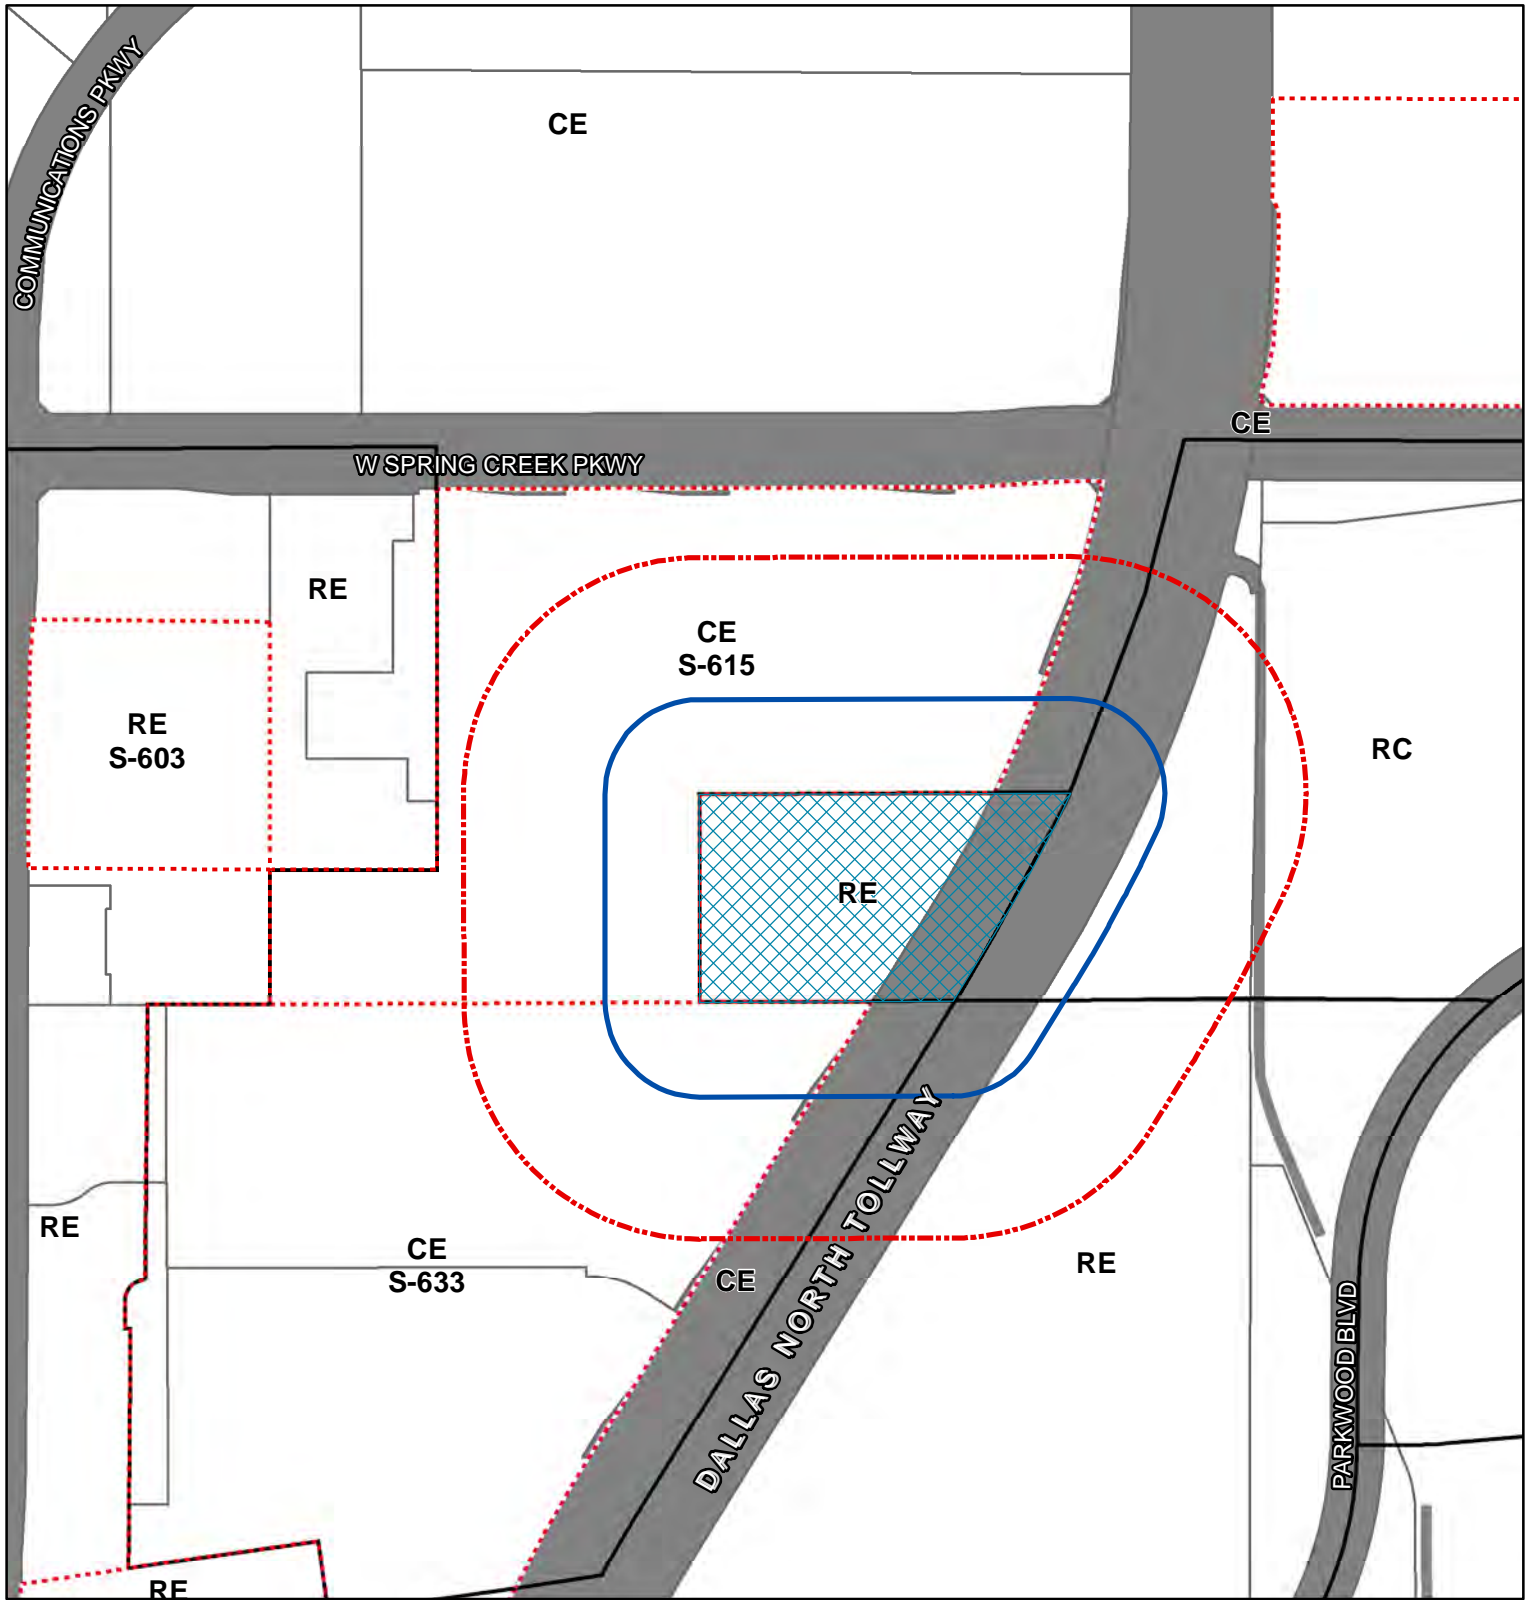 COMMUNICATIONS PKWY
CE
CE
W SPRING CREEK PKWY
RE
CE
S-615
RE
S-603
RC
RE
RE
CE
S-633
CE
RE
DALLAS NORTH TOLLWAY
PARKWOOD BLVD
RE